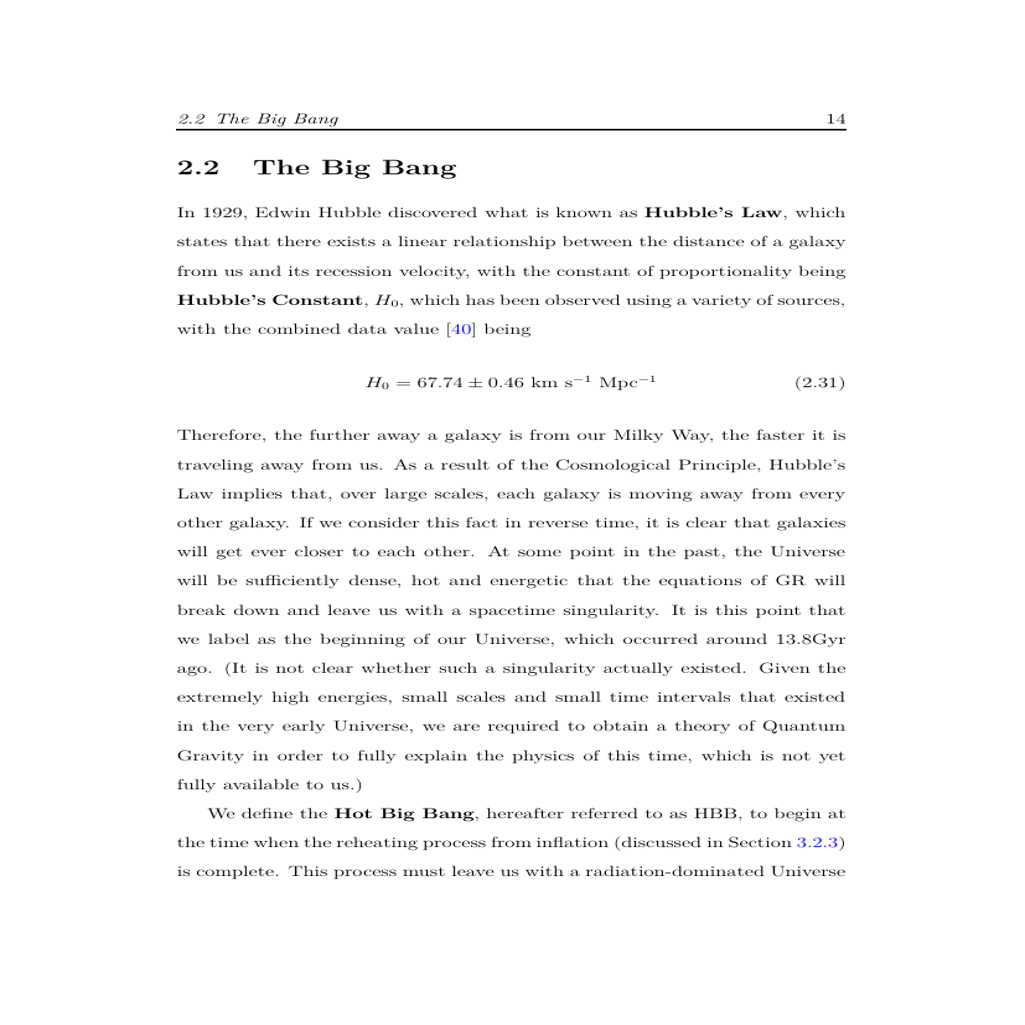 2.2 The Big Bang 14
2.2 The Big Bang
In 1929, Edwin Hubble discovered what is known as Hubble's Law, which
states that there exists a linear relationship between the distance of a galaxy
from us and its recession velocity, with the constant of proportionality being
Hubble's Constant, H₀, which has been observed using a variety of sources,
with the combined data value [40] being
H₀ = 67.74 ± 0.46 km s⁻¹ Mpc⁻¹ (2.31)
Therefore, the further away a galaxy is from our Milky Way, the faster it is
traveling away from us. As a result of the Cosmological Principle, Hubble's
Law implies that, over large scales, each galaxy is moving away from every
other galaxy. If we consider this fact in reverse time, it is clear that galaxies
will get ever closer to each other. At some point in the past, the Universe
will be sufficiently dense, hot and energetic that the equations of GR will
break down and leave us with a spacetime singularity. It is this point that
we label as the beginning of our Universe, which occurred around 13.8Gyr
ago. (It is not clear whether such a singularity actually existed. Given the
extremely high energies, small scales and small time intervals that existed
in the very early Universe, we are required to obtain a theory of Quantum
Gravity in order to fully explain the physics of this time, which is not yet
fully available to us.)
We define the Hot Big Bang, hereafter referred to as HBB, to begin at
the time when the reheating process from inflation (discussed in Section 3.2.3)
is complete. This process must leave us with a radiation-dominated Universe